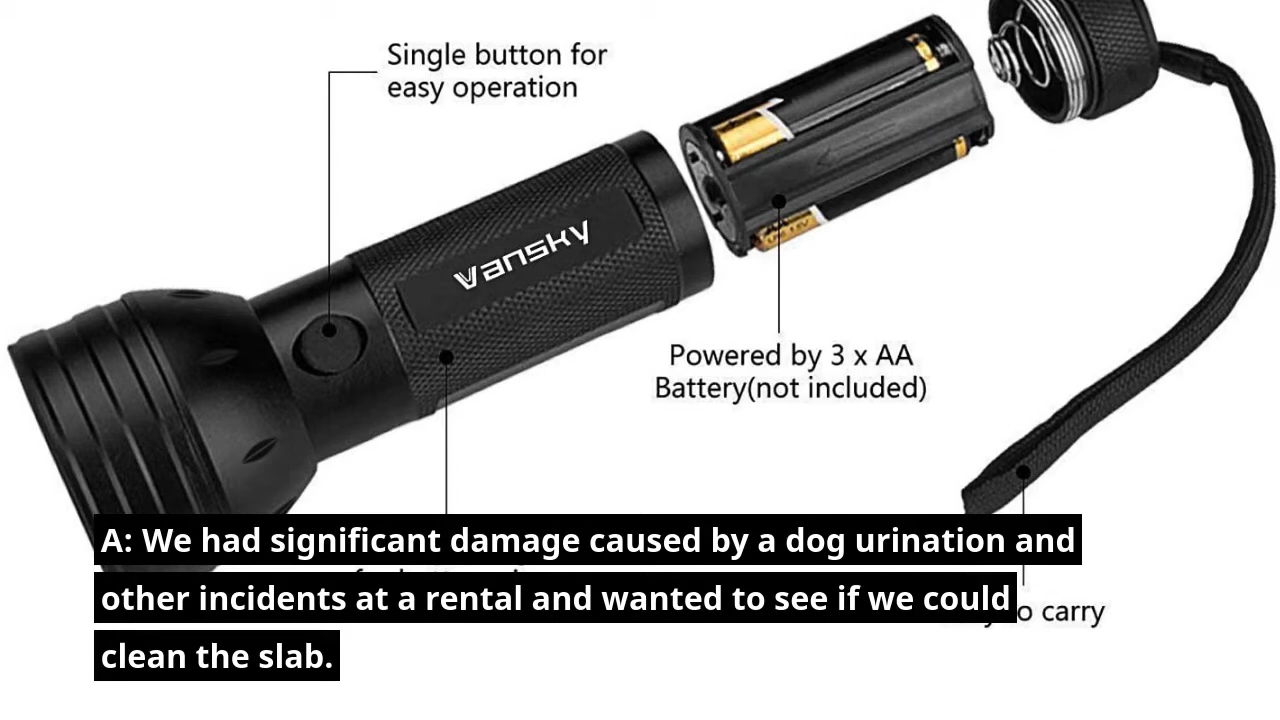 Single button for
easy operation
Vansky
Powered by 3 x AA
Battery(not included)
A: We had significant damage caused by a dog urination and
other incidents at a rental and wanted to see if we could
clean the slab.
to carry